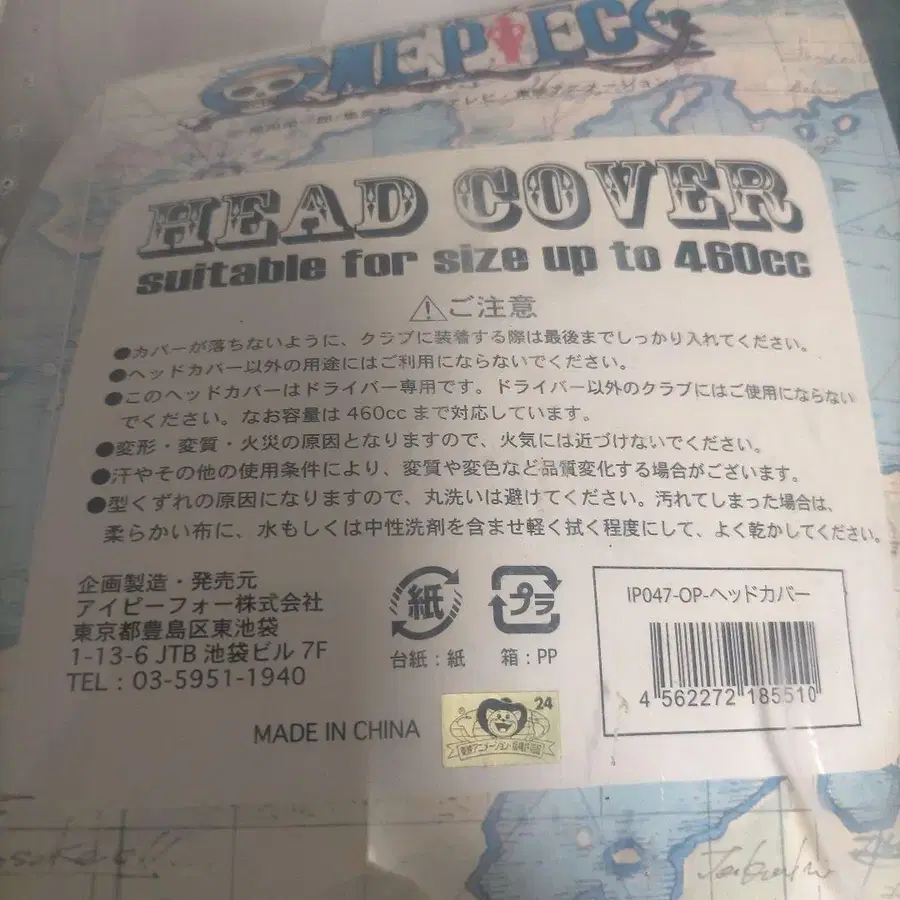 ONE PIECE
HEAD COVER
suitable for size up to 460cc
ご注意
●カバーが落ちないように、クラブに装着する際は最後までしっかり入れてください。
●ヘッドカバー以外の用途にはご利用にならないでください。
●このヘッドカバーはドライバー専用です。ドライバー以外のクラブにはご使用にならない
でください。なお容量は 460cc まで対応しています。
●変形・変質・火災の原因となりますので、火気には近づけないでください。
●汗やその他の使用条件により、変質や変色など品質変化する場合がございます。
●型くずれの原因になりますので、丸洗いは避けてください。汚れてしまった場合は、
柔らかい布に、水もしくは中性洗剤を含ませ軽く拭く程度にして、よく乾かしてください。
企画製造・発売元
アイピーフォー株式会社
東京都豊島区東池袋
1-13-6 JTB 池袋ビル 7F
TEL : 03-5951-1940
紙
台紙 : 紙
プラ
箱 : PP
IP047-OP-ヘッドカバー
4 562272 185510
MADE IN CHINA
24